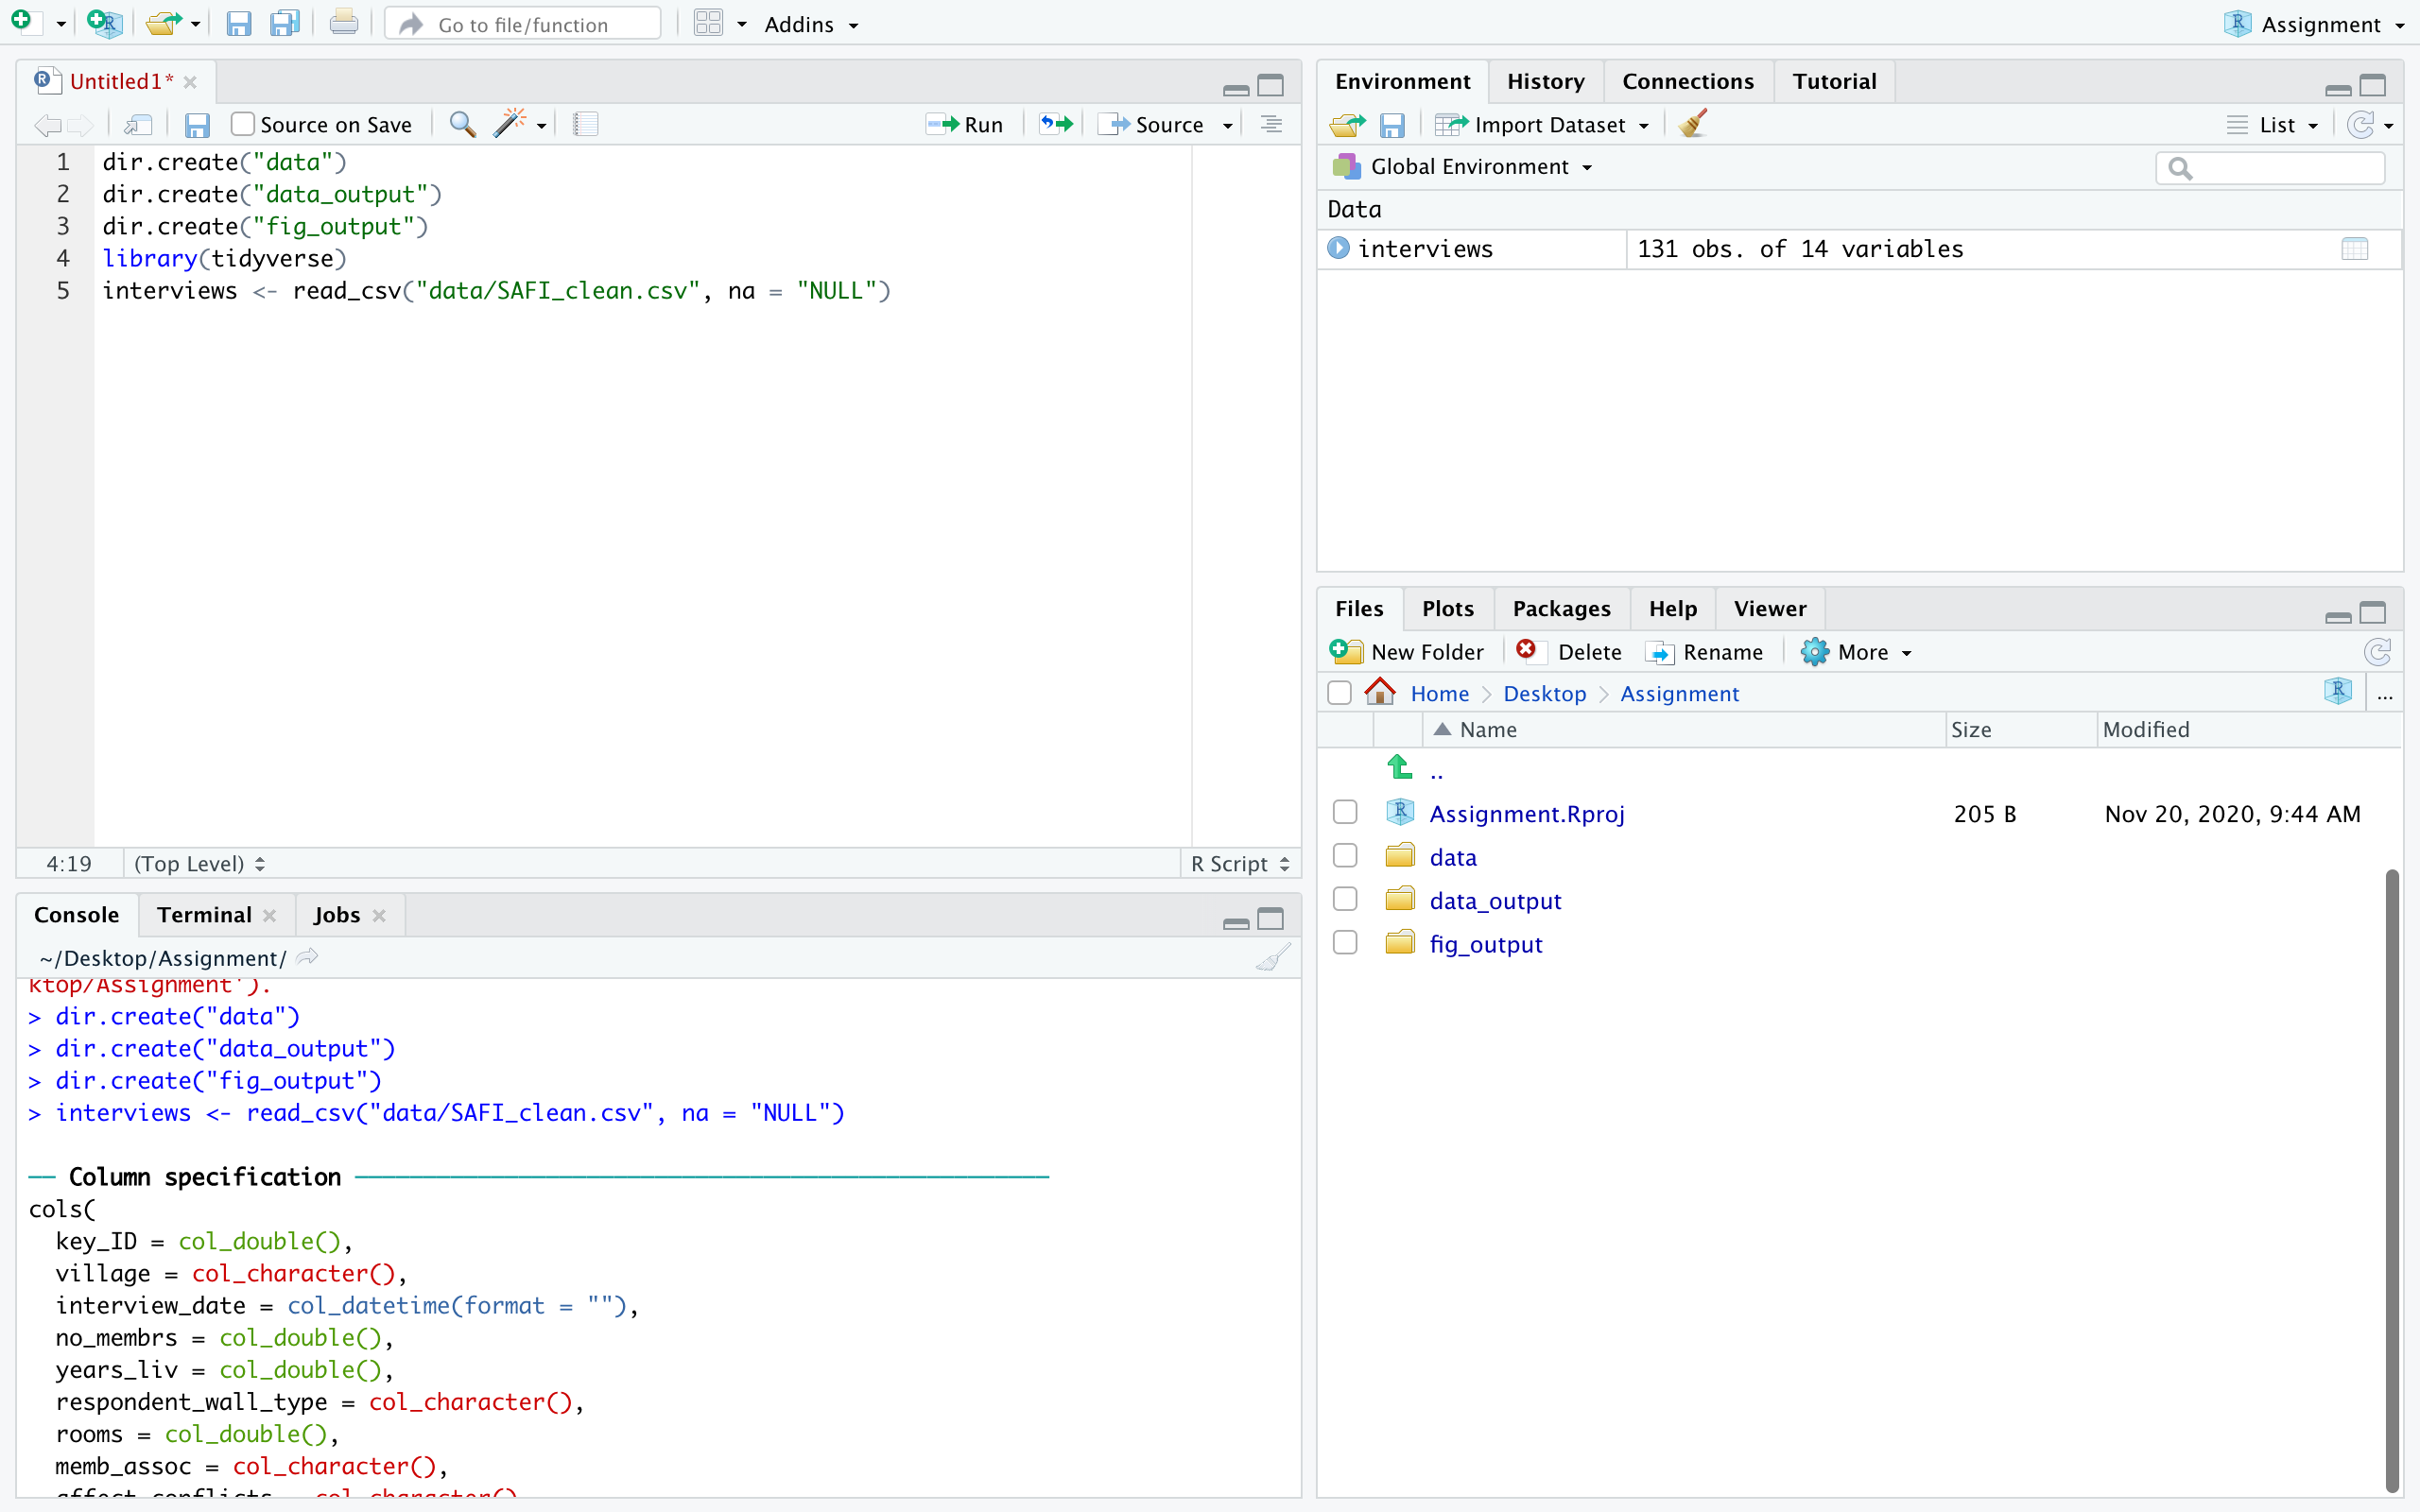 Go to file/function
Addins
Assignment
Untitled1*
Source on Save
Run
Source
1 dir.create("data")
2 dir.create("data_output")
3 dir.create("fig_output")
4 library(tidyverse)
5 interviews <- read_csv("data/SAFI_clean.csv", na = "NULL")
4:19 (Top Level) R Script
Console Terminal Jobs
~/Desktop/Assignment/
ktop/Assignment').
> dir.create("data")
> dir.create("data_output")
> dir.create("fig_output")
> interviews <- read_csv("data/SAFI_clean.csv", na = "NULL")
── Column specification ───────────────────────────────────────────────────
cols(
key_ID = col_double(),
village = col_character(),
interview_date = col_datetime(format = ""),
no_membrs = col_double(),
years_liv = col_double(),
respondent_wall_type = col_character(),
rooms = col_double(),
memb_assoc = col_character(),
affect_conflicts = col_character()
Environment History Connections Tutorial
Import Dataset List
Global Environment
Data
interviews 131 obs. of 14 variables
Files Plots Packages Help Viewer
New Folder Delete Rename More
Home Desktop Assignment ...
Name Size Modified
..
Assignment.Rproj 205 B Nov 20, 2020, 9:44 AM
data
data_output
fig_output